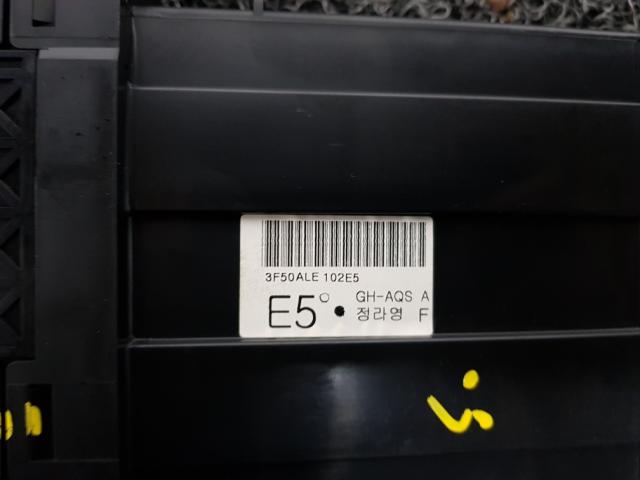 3F50ALE 102E5
E5 GH-AQS A
정라영 F